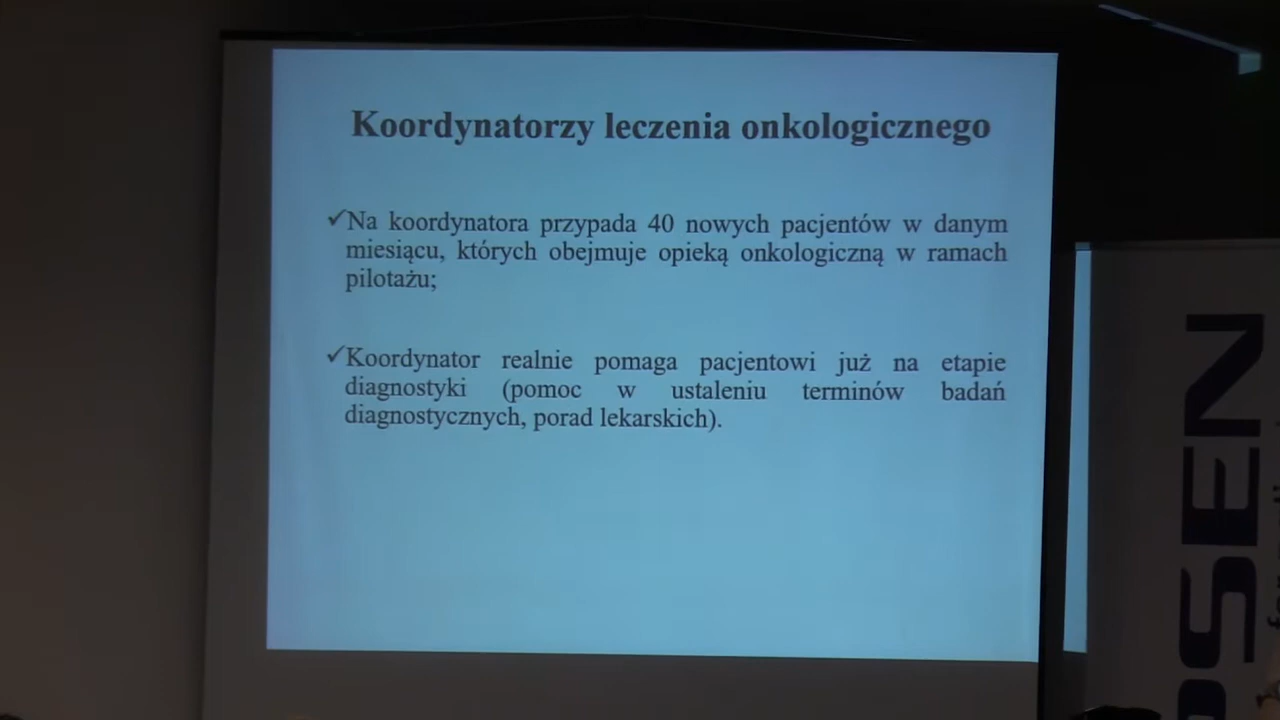 Koordynatorzy leczenia onkologicznego
✓Na koordynatora przypada 40 nowych pacjentów w danym
miesiącu, których obejmuje opieką onkologiczną w ramach
pilotażu;
✓Koordynator realnie pomaga pacjentowi już na etapie
diagnostyki (pomoc w ustaleniu terminów badań
diagnostycznych, porad lekarskich).
OSEN